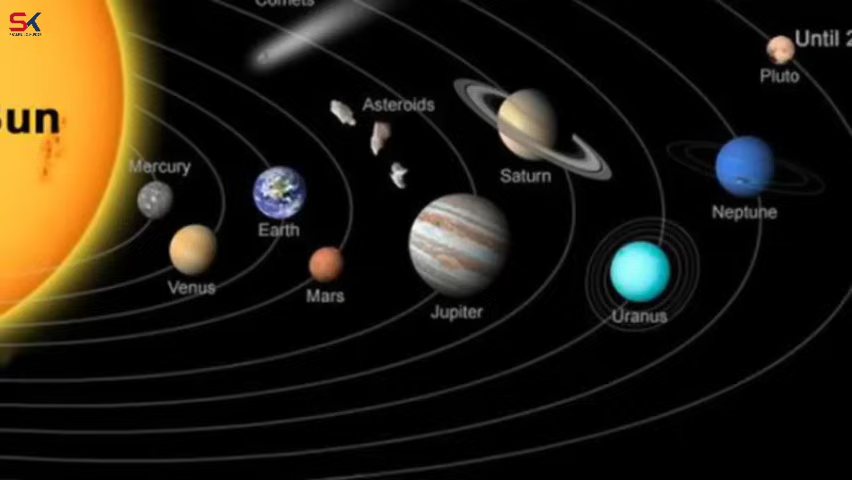 SK
Comets
Until 2
Pluto
Asteroids
Sun
Mercury
Saturn
Neptune
Earth
Venus
Mars
Jupiter
Uranus